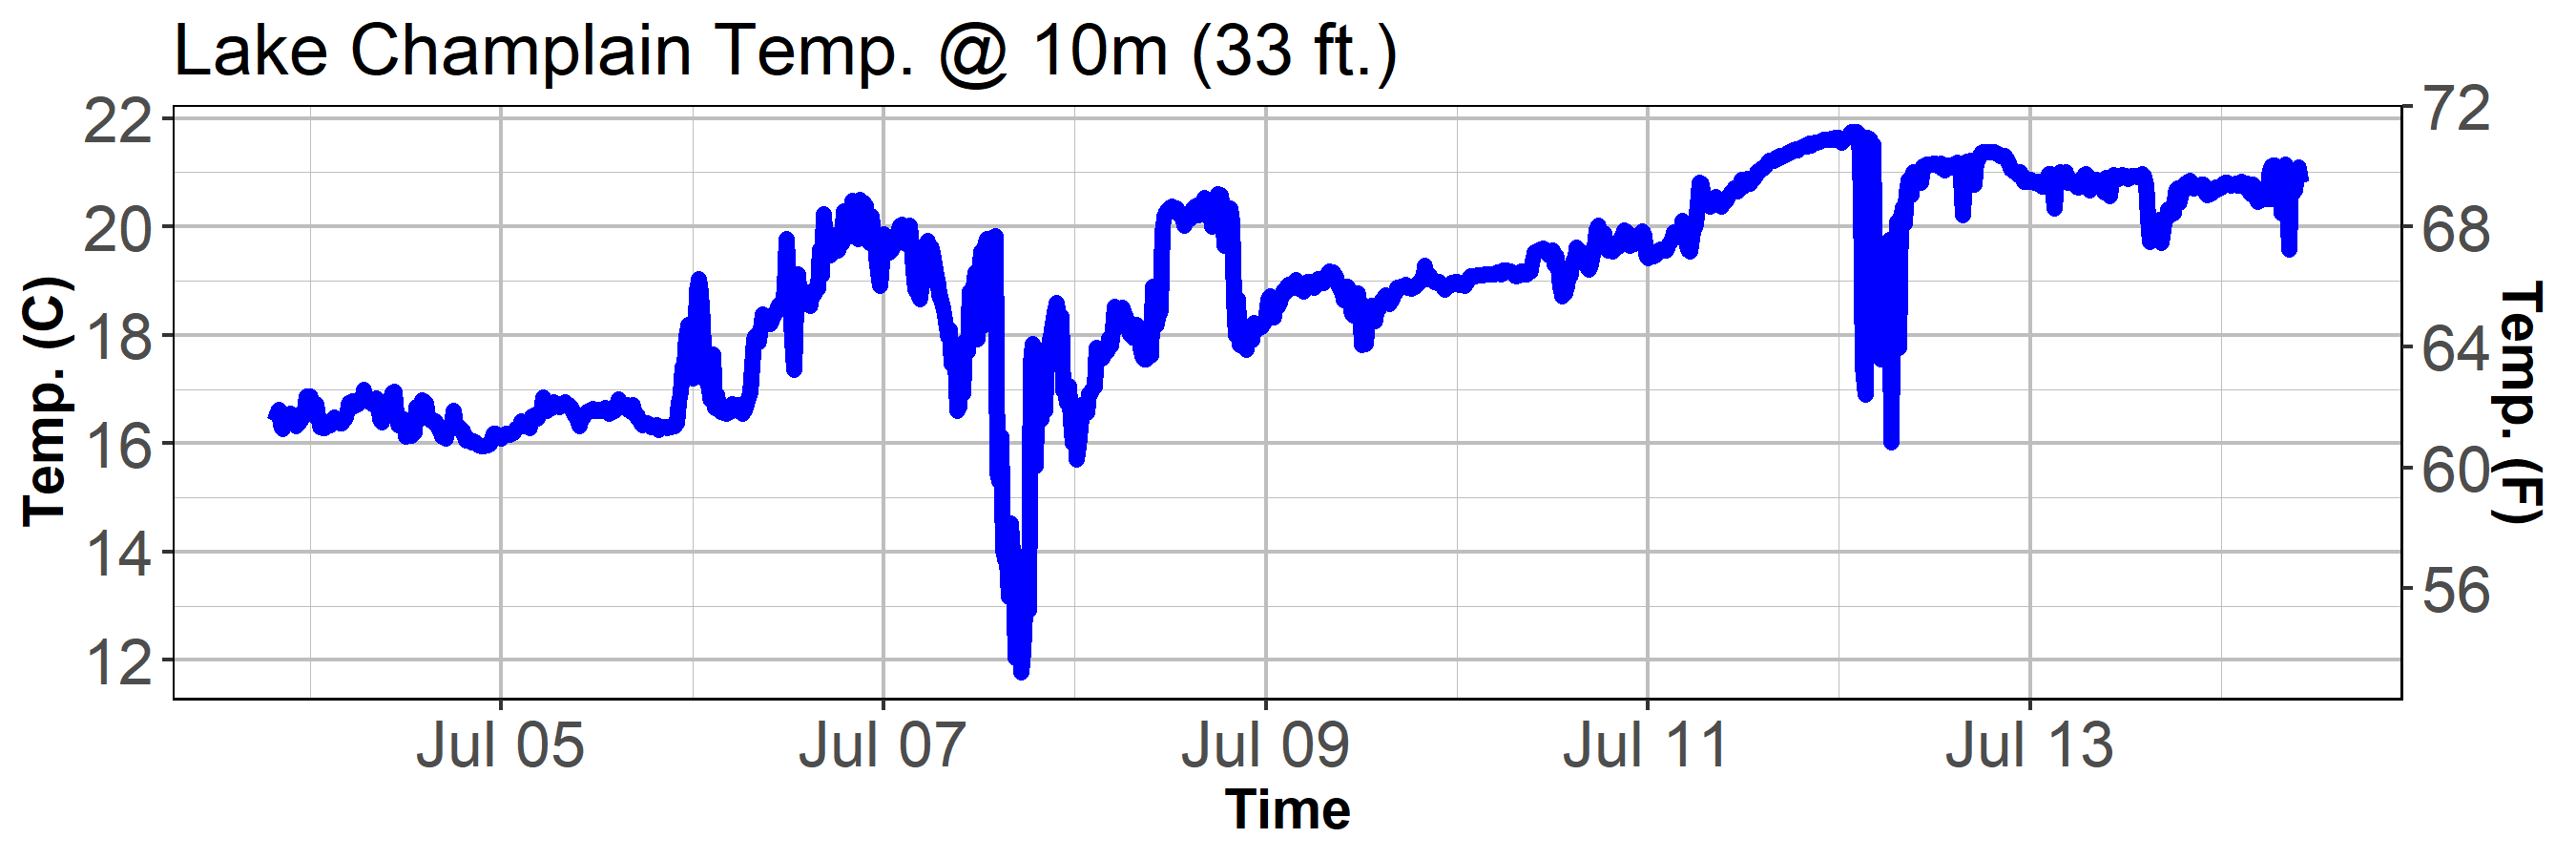 Lake Champlain Temp. @ 10m (33 ft.)
22
20
18
16
14
12
Temp. (C)
72
68
64
60
56
Temp. (F)
Jul 05 Jul 07 Jul 09 Jul 11 Jul 13
Time